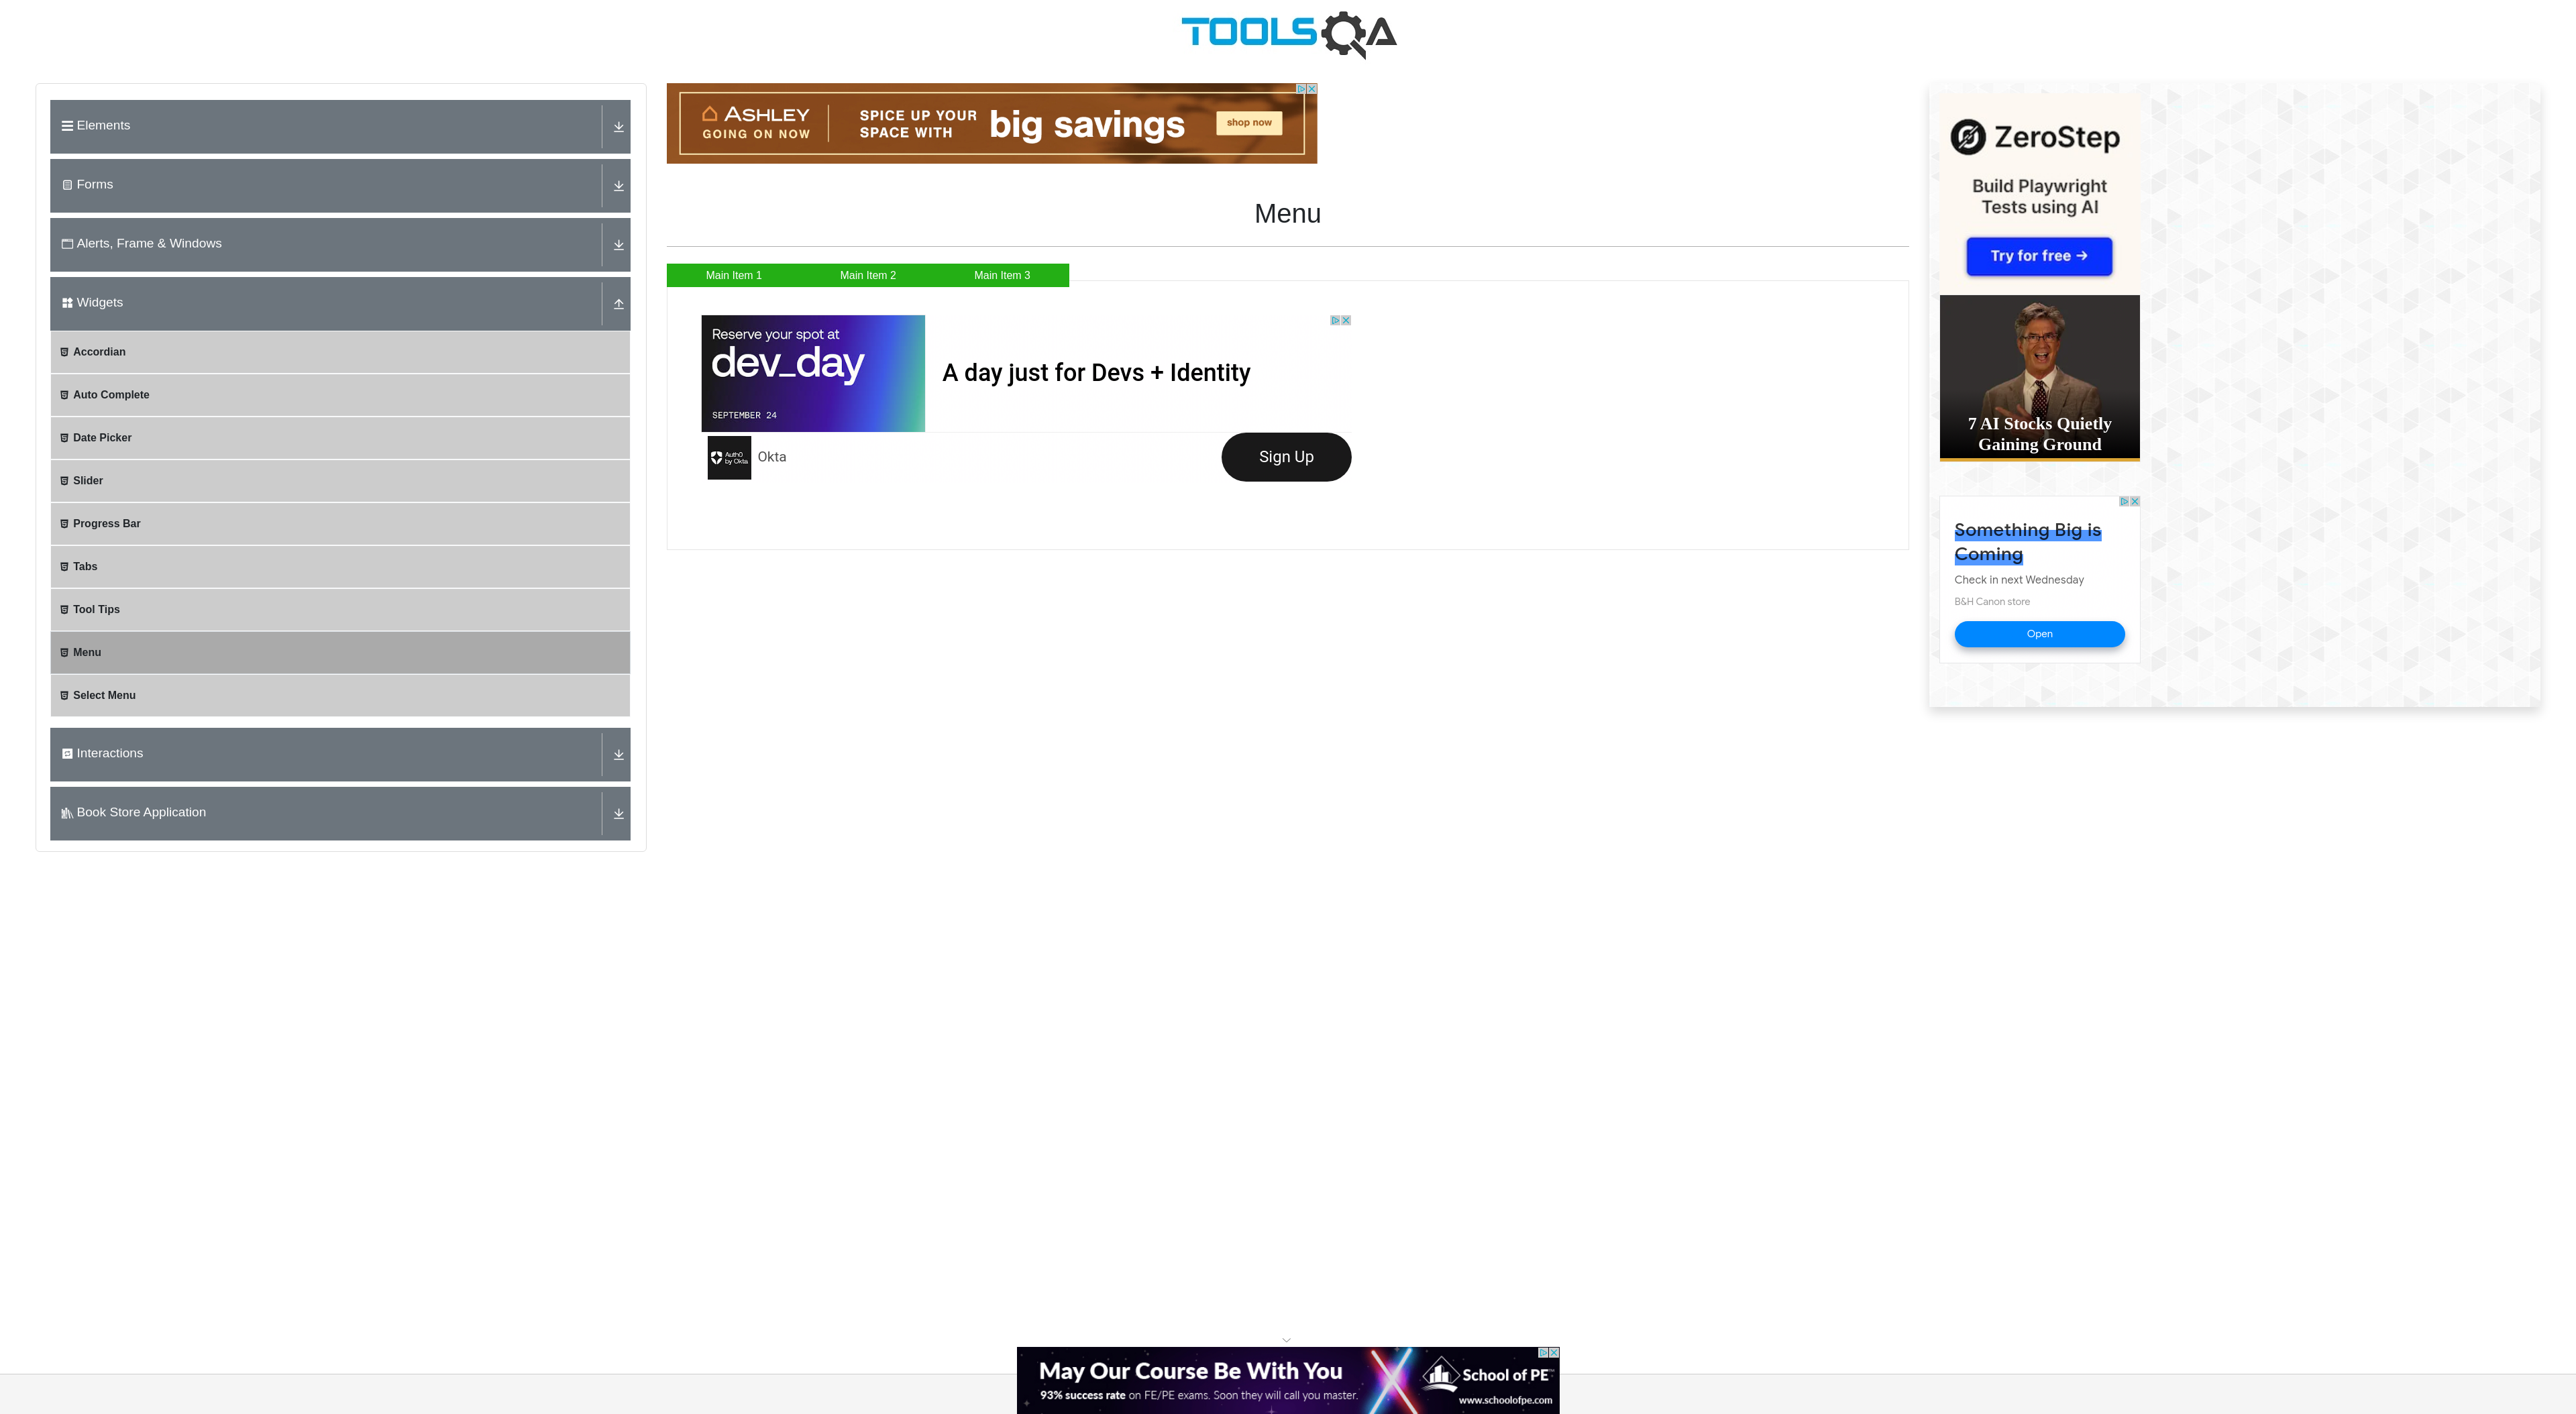 TOOLSQA
Elements
Forms
Alerts, Frame & Windows
Widgets
Accordian
Auto Complete
Date Picker
Slider
Progress Bar
Tabs
Tool Tips
Menu
Select Menu
Interactions
Book Store Application
ASHLEY
GOING ON NOW
SPICE UP YOUR
SPACE WITH
big savings
shop now
Menu
Main Item 1
Main Item 2
Main Item 3
Reserve your spot at
dev_day
SEPTEMBER 24
A day just for Devs + Identity
Auth0
by Okta
Okta
Sign Up
ZeroStep
Build Playwright
Tests using AI
Try for free →
7 AI Stocks Quietly
Gaining Ground
Something Big is
Coming
Check in next Wednesday
B&H Canon store
Open
May Our Course Be With You
93% success rate on FE/PE exams. Soon they will call you master.
School of PE
www.schoolofpe.com